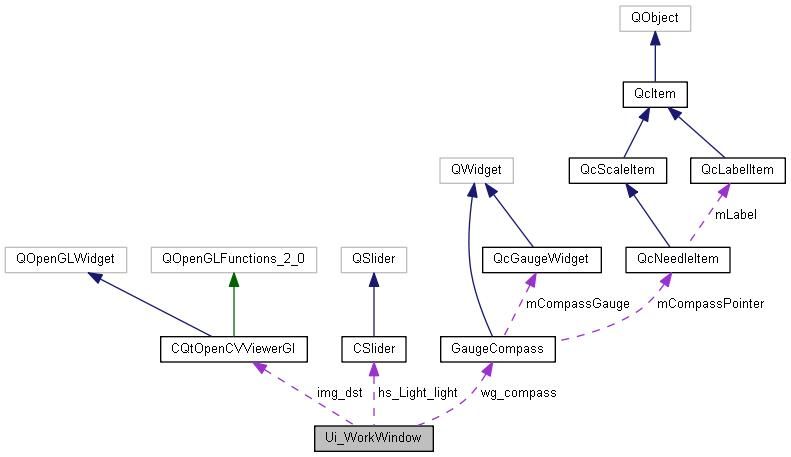 QObject
QcItem
QWidget
QcScaleItem
QcLabelItem
mLabel
QOpenGLWidget
QOpenGLFunctions_2_0
QSlider
QcGaugeWidget
QcNeedleItem
mCompassGauge
mCompassPointer
CQtOpenCVViewerGl
CSlider
GaugeCompass
img_dst
hs_Light_light
wg_compass
Ui_WorkWindow